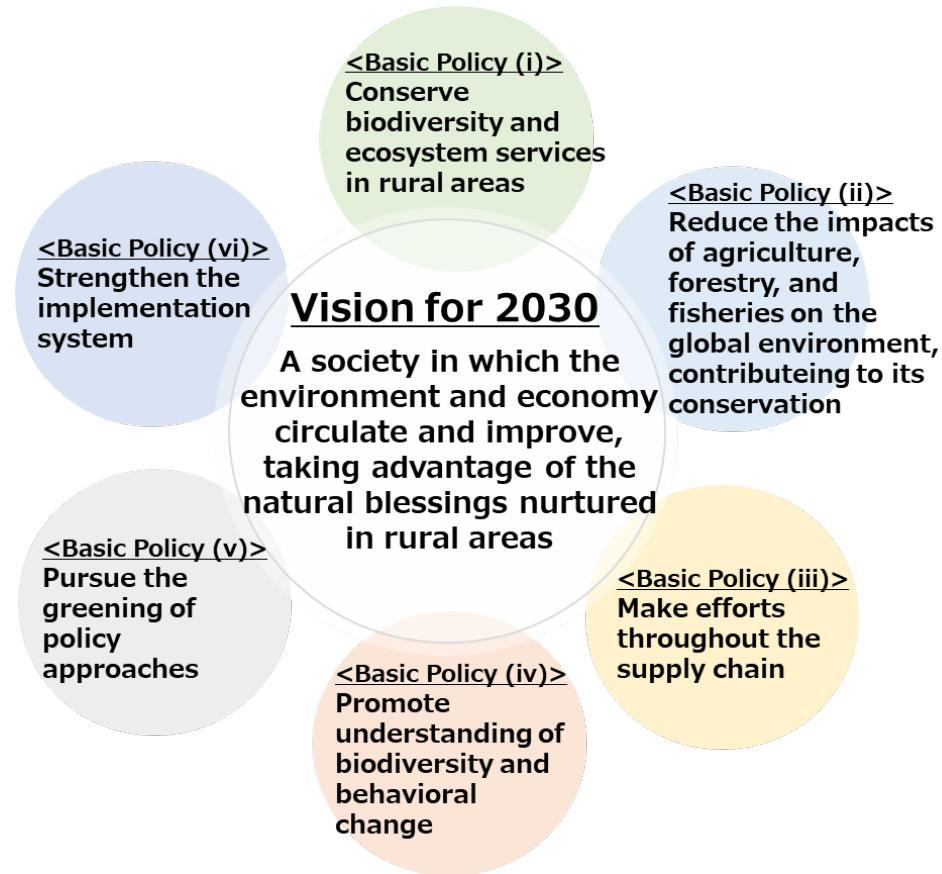 <Basic Policy (i)>
Conserve
biodiversity and
ecosystem services
in rural areas
<Basic Policy (ii)>
Reduce the impacts
of agriculture,
forestry, and
fisheries on the
global environment,
contributeing to its
conservation
<Basic Policy (vi)>
Strengthen the
implementation
system
Vision for 2030
A society in which the
environment and economy
circulate and improve,
taking advantage of the
natural blessings nurtured
in rural areas
<Basic Policy (v)>
Pursue the
greening of
policy
approaches
<Basic Policy (iii)>
Make efforts
throughout the
supply chain
<Basic Policy (iv)>
Promote
understanding of
biodiversity and
behavioral
change